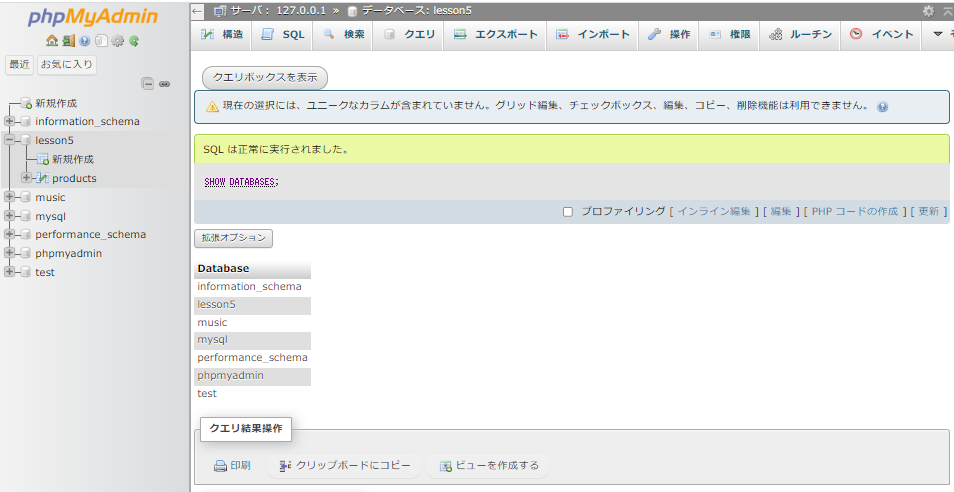 phpMyAdmin
最近 お気に入り
新規作成
information_schema
lesson5
新規作成
products
music
mysql
performance_schema
phpmyadmin
test
サーバ： 127.0.0.1 » データベース: lesson5
構造 SQL 検索 クエリ エクスポート インポート 操作 権限 ルーチン イベント
クエリボックスを表示
現在の選択には、ユニークなカラムが含まれていません。グリッド編集、チェックボックス、編集、コピー、削除機能は利用できません。
SQL は正常に実行されました。
SHOW DATABASES;
プロファイリング [ インライン編集 ] [ 編集 ] [ PHP コードの作成 ] [ 更新 ]
拡張オプション
Database
information_schema
lesson5
music
mysql
performance_schema
phpmyadmin
test
クエリ結果操作
印刷 クリップボードにコピー ビューを作成する